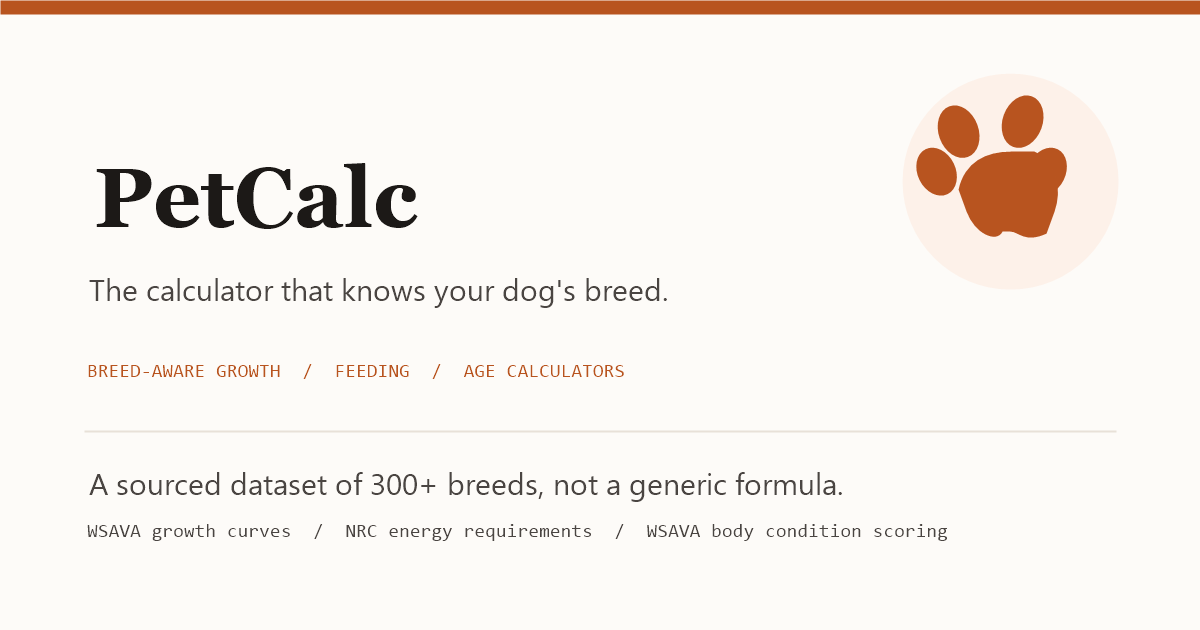 PetCalc
The calculator that knows your dog's breed.
BREED-AWARE GROWTH / FEEDING / AGE CALCULATORS
A sourced dataset of 300+ breeds, not a generic formula.
WSAVA growth curves / NRC energy requirements / WSAVA body condition scoring